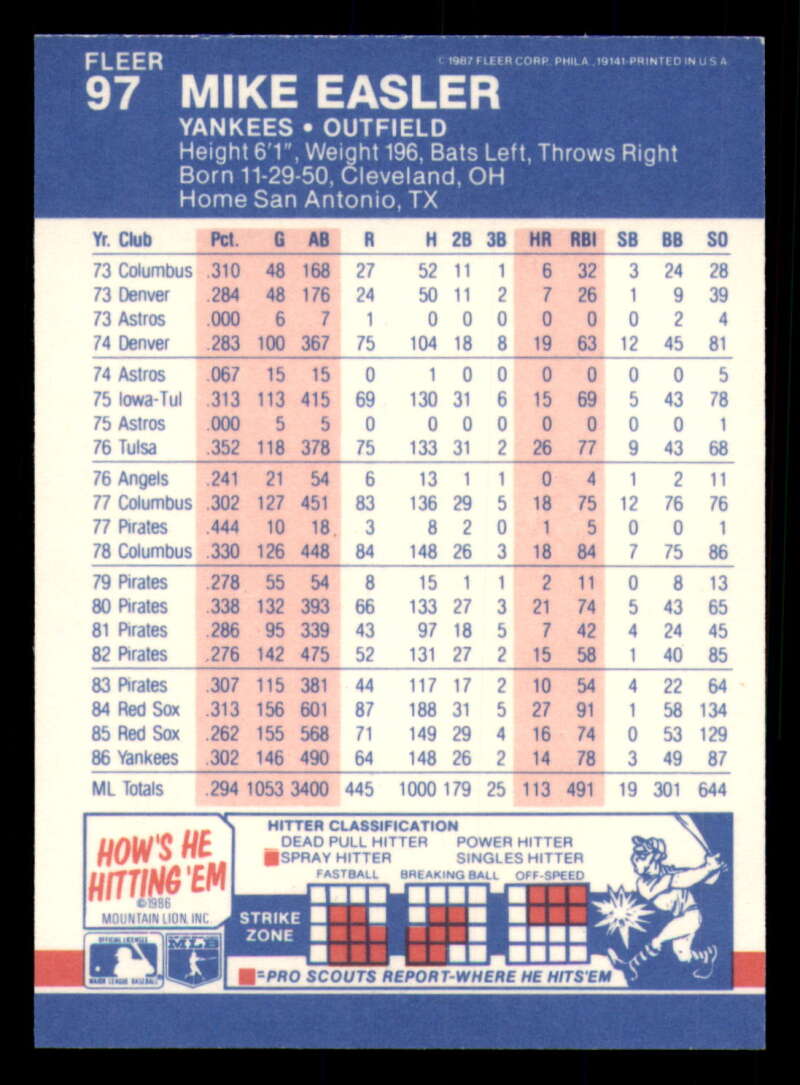 FLEER
© 1987 FLEER CORP. PHILA., 19141-PRINTED IN U S A
97 MIKE EASLER
YANKEES • OUTFIELD
Height 6'1", Weight 196, Bats Left, Throws Right
Born 11-29-50, Cleveland, OH
Home San Antonio, TX
Yr. Club Pct. G AB R H 2B 3B HR RBI SB BB SO
73 Columbus .310 48 168 27 52 11 1 6 32 3 24 28
73 Denver .284 48 176 24 50 11 2 7 26 1 9 39
73 Astros .000 6 7 1 0 0 0 0 0 0 2 4
74 Denver .283 100 367 75 104 18 8 19 63 12 45 81
74 Astros .067 15 15 0 1 0 0 0 0 0 0 5
75 Iowa-Tul .313 113 415 69 130 31 6 15 69 5 43 78
75 Astros .000 5 5 0 0 0 0 0 0 0 0 1
76 Tulsa .352 118 378 75 133 31 2 26 77 9 43 68
76 Angels .241 21 54 6 13 1 1 0 4 1 2 11
77 Columbus .302 127 451 83 136 29 5 18 75 12 76 76
77 Pirates .444 10 18 3 8 2 0 1 5 0 0 1
78 Columbus .330 126 448 84 148 26 3 18 84 7 75 86
79 Pirates .278 55 54 8 15 1 1 2 11 0 8 13
80 Pirates .338 132 393 66 133 27 3 21 74 5 43 65
81 Pirates .286 95 339 43 97 18 5 7 42 4 24 45
82 Pirates .276 142 475 52 131 27 2 15 58 1 40 85
83 Pirates .307 115 381 44 117 17 2 10 54 4 22 64
84 Red Sox .313 156 601 87 188 31 5 27 91 1 58 134
85 Red Sox .262 155 568 71 149 29 4 16 74 0 53 129
86 Yankees .302 146 490 64 148 26 2 14 78 3 49 87
ML Totals .294 1053 3400 445 1000 179 25 113 491 19 301 644
HOW'S HE
HITTING 'EM
©1986
MOUNTAIN LION, INC.
HITTER CLASSIFICATION
DEAD PULL HITTER POWER HITTER
SPRAY HITTER SINGLES HITTER
FASTBALL BREAKING BALL OFF-SPEED
STRIKE
ZONE
=PRO SCOUTS REPORT-WHERE HE HITS'EM
OFFICIAL LICENSEE
MAJOR LEAGUE BASEBALL
MLB